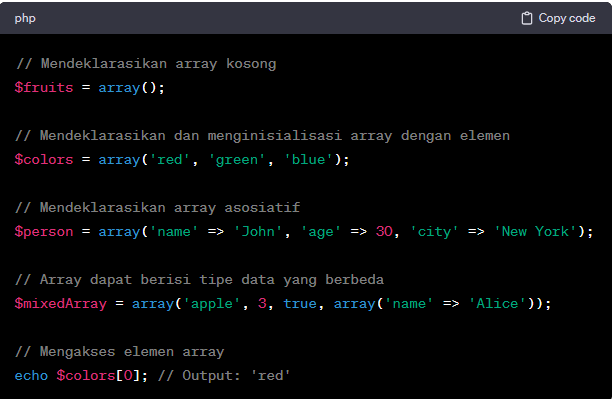 php
Copy code
// Mendeklarasikan array kosong
$fruits = array();
// Mendeklarasikan dan menginisialisasi array dengan elemen
$colors = array('red', 'green', 'blue');
// Mendeklarasikan array asosiatif
$person = array('name' => 'John', 'age' => 30, 'city' => 'New York');
// Array dapat berisi tipe data yang berbeda
$mixedArray = array('apple', 3, true, array('name' => 'Alice'));
// Mengakses elemen array
echo $colors[0]; // Output: 'red'